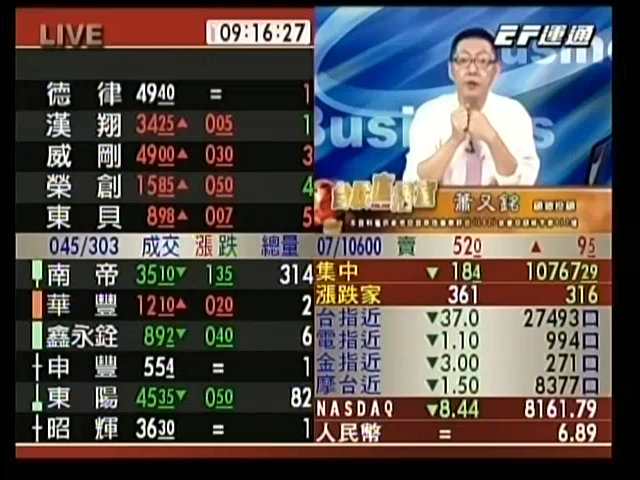 LIVE 09:16:27
EF運通
Business
Busi s
德律 4940 = 1
漢翔 3425▲ 005 1
威剛 4900▲ 030 3
榮創 1585▲ 050 4
東貝 898▲ 007 5
蕭又銘
045/303 成交 漲跌 總量
07/10600 賣 520 ▲ 95
南帝 3510▼ 135 314
華豐 1210▲ 020 2
鑫永銓 892▼ 040 6
申豐 554 = 1
東陽 4535▼ 050 82
昭輝 3630 = 1
集中 ▼ 184 1076729
漲跌家 361 316
台指近 ▼37.0 27493口
電指近 ▼1.10 994口
金指近 ▼3.00 271口
摩台近 ▼1.50 8377口
NASDAQ ▼8.44 8161.79
人民幣 = 6.89